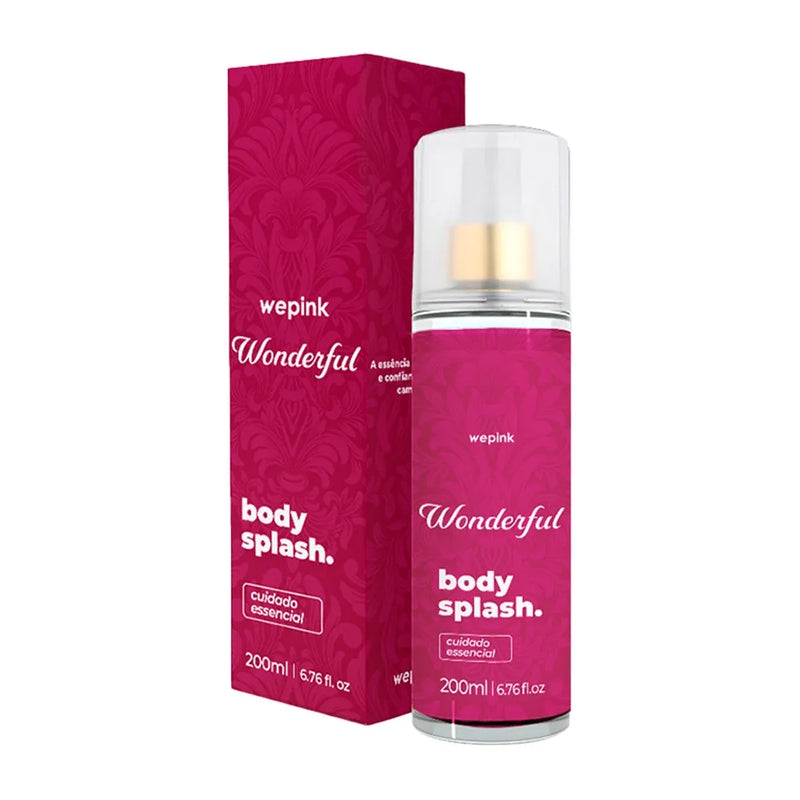 wepink
Wonderful
body
splash.
cuidado
essencial
200ml | 6.76 fl. oz
A essência
e confian
cam
wep
wepink
Wonderful
body
splash.
cuidado
essencial
200ml | 6.76 fl.oz